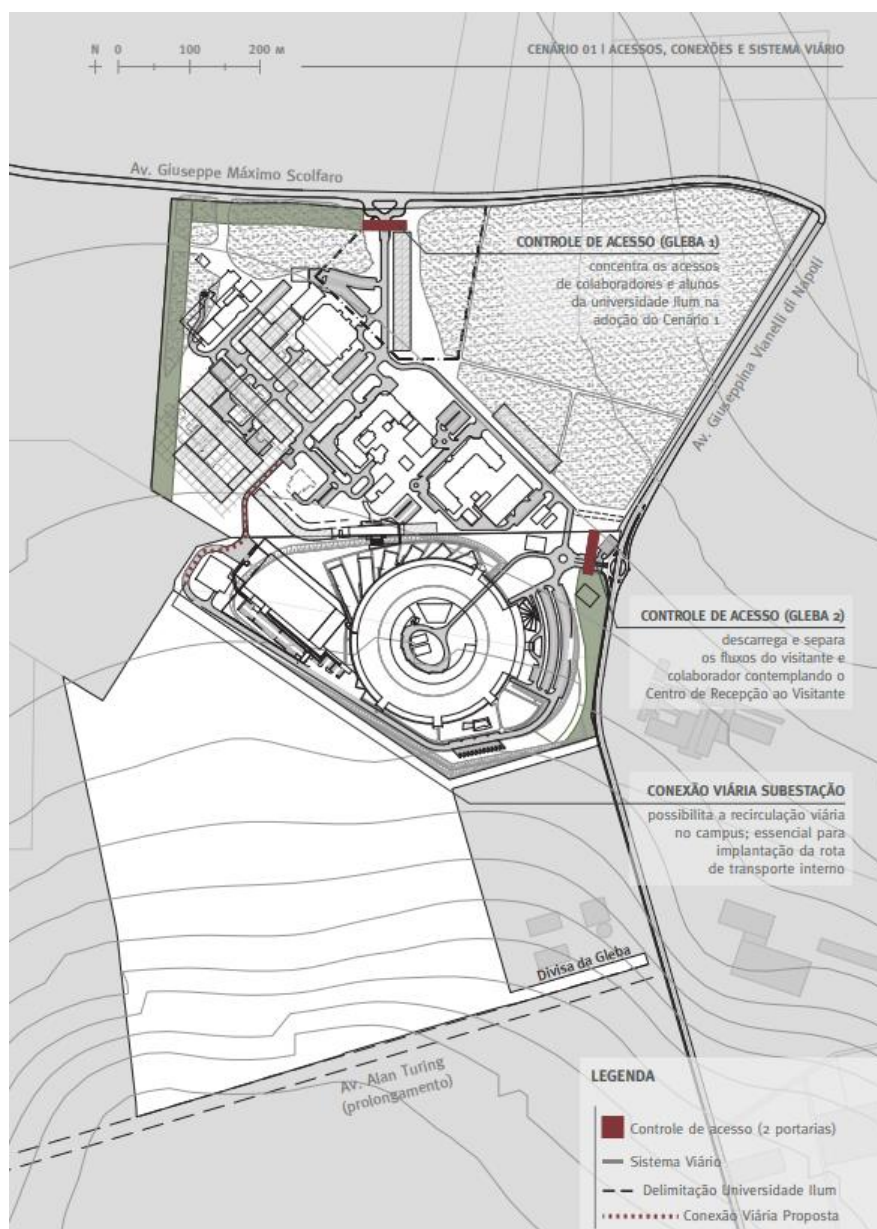 N 0 100 200 M
CENÁRIO 01 | ACESSOS, CONEXÕES E SISTEMA VIÁRIO
Av. Giuseppe Máximo Scolfaro
CONTROLE DE ACESSO (GLEBA 1)
concentra os acessos
de colaboradores e alunos
da universidade Ilum na
adoção do Cenário 1
Av. Giuseppina Vianelli di Napoli
CONTROLE DE ACESSO (GLEBA 2)
descarrega e separa
os fluxos do visitante e
colaborador contemplando o
Centro de Recepção ao Visitante
CONEXÃO VIÁRIA SUBESTAÇÃO
possibilita a recirculação viária
no campus; essencial para
implantação da rota
de transporte interno
Divisa da Gleba
Av. Alan Turing
(prolongamento)
LEGENDA
Controle de acesso (2 portarias)
Sistema Viário
Delimitação Universidade Ilum
Conexão Viária Proposta